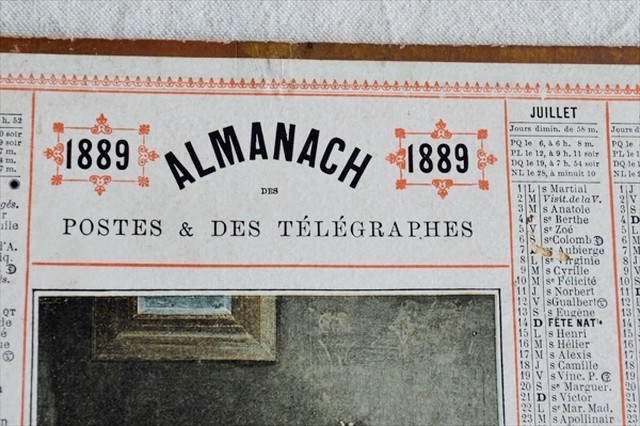 1889 ALMANACH 1889
DES
POSTES & DES TÉLÉGRAPHES
JUILLET
Jours dimin. de 58 m.
PQ le 6, à 6 h. 8 m.
PL le 12, à 9 h. 11 soir
DQ le 19, à 7 h. 54 soir
NL le 28, à minuit 10
1 L s Martial
2 M Visit. de la V.
3 M s Anatole
4 J sᵉ Berthe
5 V sᵉ Zoé
6 S sᵉ Colomb
7 D sᵉ Aubierge
8 L sᵉ Virginie
9 M s Cyrille
10 M sᵉ Félicité
11 J s Norbert
12 V s Gualbert
13 S s Eugène
14 D FÊTE NATˡᵉ
15 L s Henri
16 M s Hélier
17 M s Alexis
18 J s Camille
19 V s Vinc. P.
20 S sᵉ Marguer.
21 D s Victor
22 L sᵉ Mar. Mad.
23 M s Apollinair